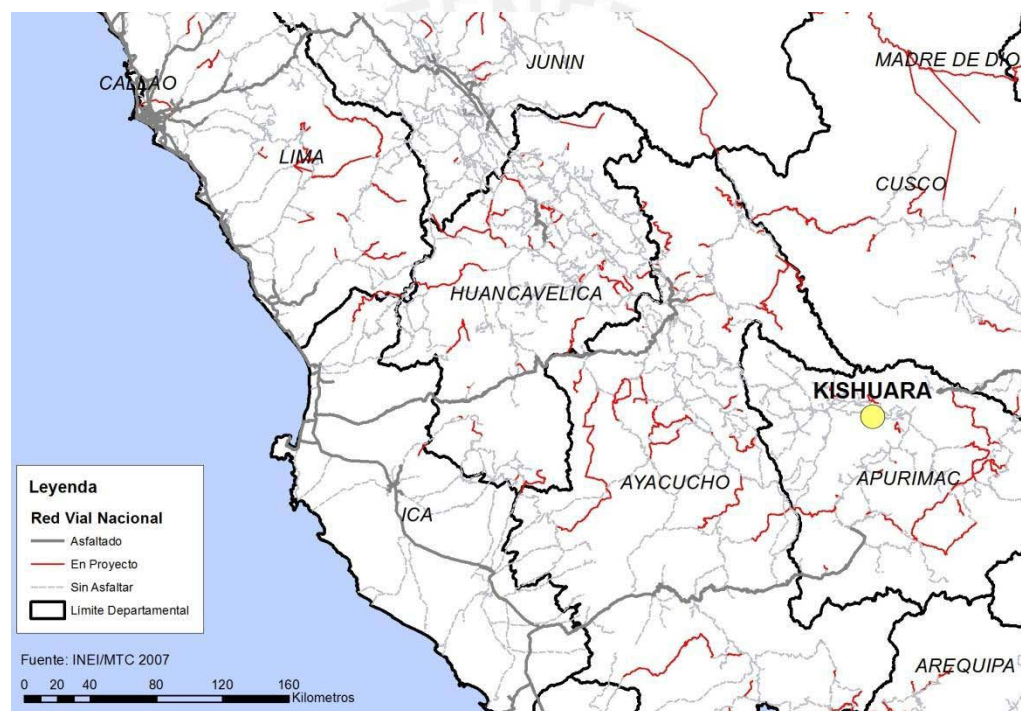 JUNIN
MADRE DE DIO
CALLAO
LIMA
CUSCO
HUANCAVELICA
KISHUARA
AYACUCHO
APURIMAC
ICA
AREQUIPA
Leyenda
Red Vial Nacional
Asfaltado
En Proyecto
Sin Asfaltar
Límite Departamental
Fuente: INEI/MTC 2007
0 20 40 80 120 160
Kilometros